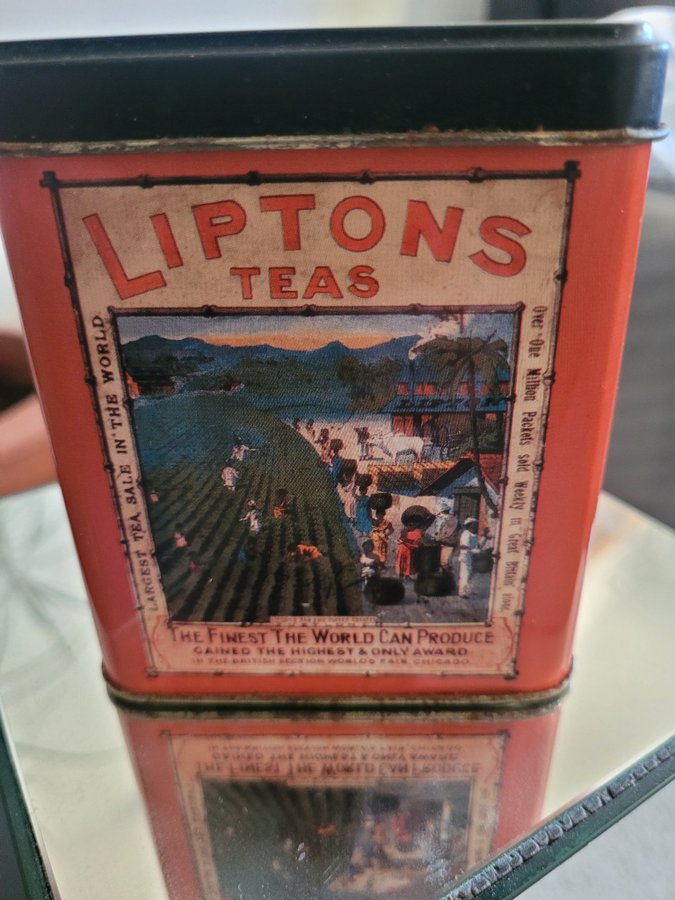 LIPTONS
TEAS
LARGEST TEA SALE IN THE WORLD
Over One Million Packets sold Weekly in Great Britain alone.
THE FINEST THE WORLD CAN PRODUCE
GAINED THE HIGHEST & ONLY AWARD
IN THE BRITISH SECTION WORLDS FAIR, CHICAGO.